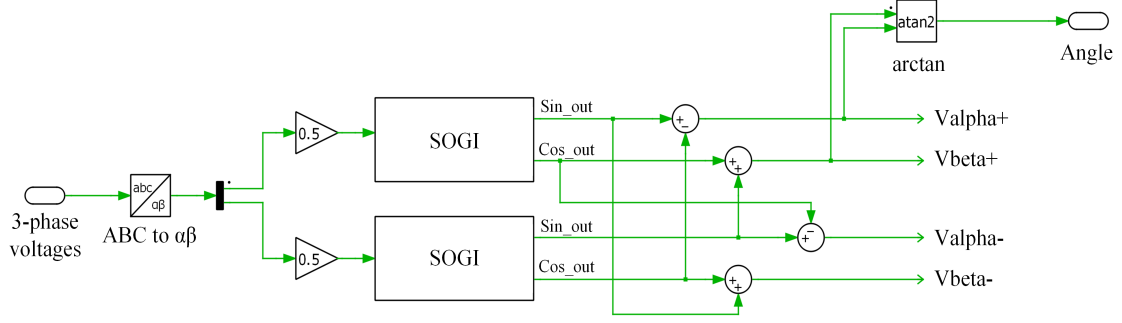 atan2
arctan
Angle
Sin_out
Valpha+
0.5
SOGI
+
−
Cos_out
+
+
Vbeta+
abc
αβ
3-phase
voltages
ABC to αβ
0.5
SOGI
Sin_out
+
−
Valpha-
Cos_out
+
+
Vbeta-